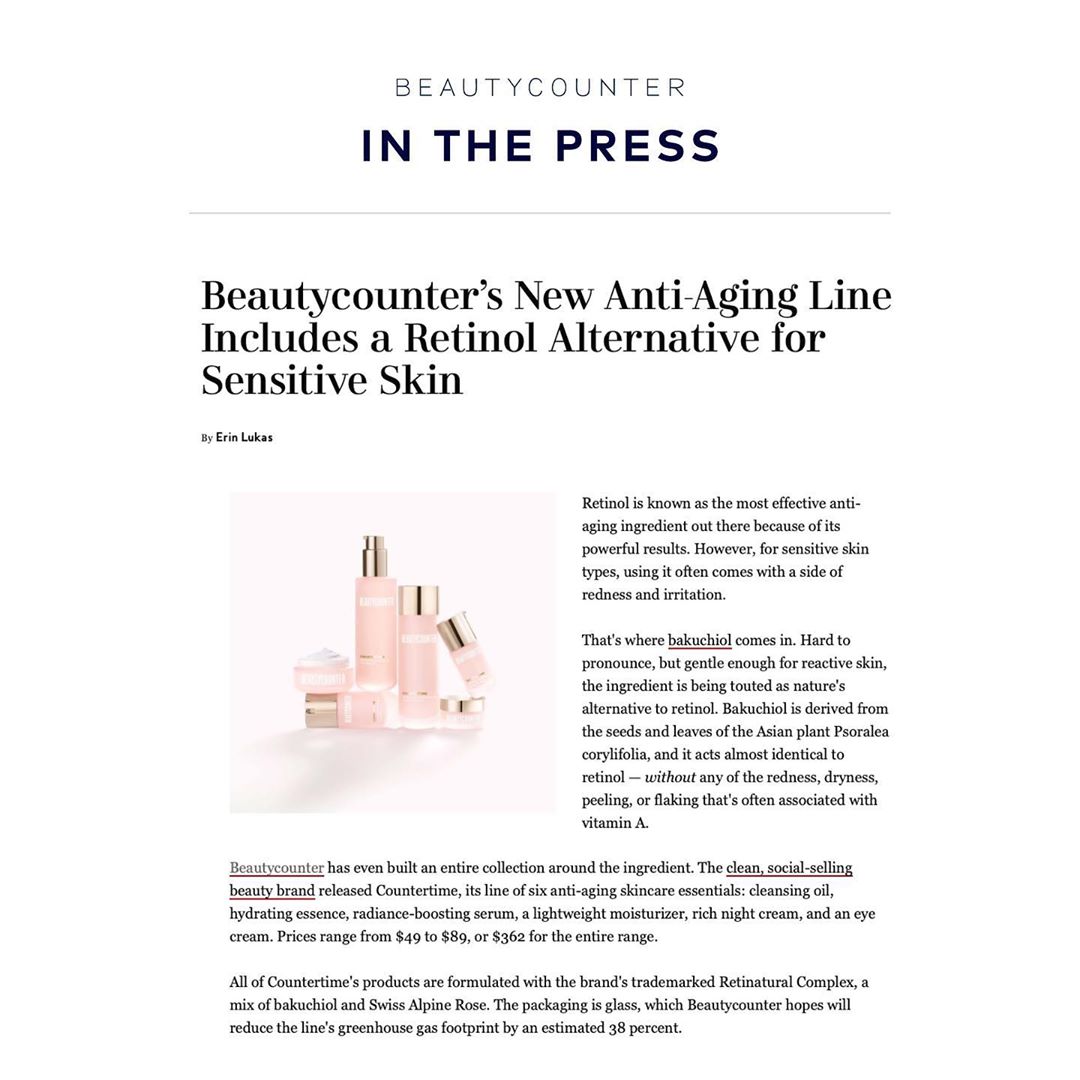 BEAUTYCOUNTER
IN THE PRESS
Beautycounter’s New Anti-Aging Line
Includes a Retinol Alternative for
Sensitive Skin
By Erin Lukas
BEAUTYCOUNTER
BEAUTYCOUNTER
BEAUTYCOUNTER
Retinol is known as the most effective anti-
aging ingredient out there because of its
powerful results. However, for sensitive skin
types, using it often comes with a side of
redness and irritation.
That's where bakuchiol comes in. Hard to
pronounce, but gentle enough for reactive skin,
the ingredient is being touted as nature's
alternative to retinol. Bakuchiol is derived from
the seeds and leaves of the Asian plant Psoralea
corylifolia, and it acts almost identical to
retinol — without any of the redness, dryness,
peeling, or flaking that's often associated with
vitamin A.
Beautycounter has even built an entire collection around the ingredient. The clean, social-selling
beauty brand released Countertime, its line of six anti-aging skincare essentials: cleansing oil,
hydrating essence, radiance-boosting serum, a lightweight moisturizer, rich night cream, and an eye
cream. Prices range from $49 to $89, or $362 for the entire range.
All of Countertime's products are formulated with the brand's trademarked Retinatural Complex, a
mix of bakuchiol and Swiss Alpine Rose. The packaging is glass, which Beautycounter hopes will
reduce the line's greenhouse gas footprint by an estimated 38 percent.